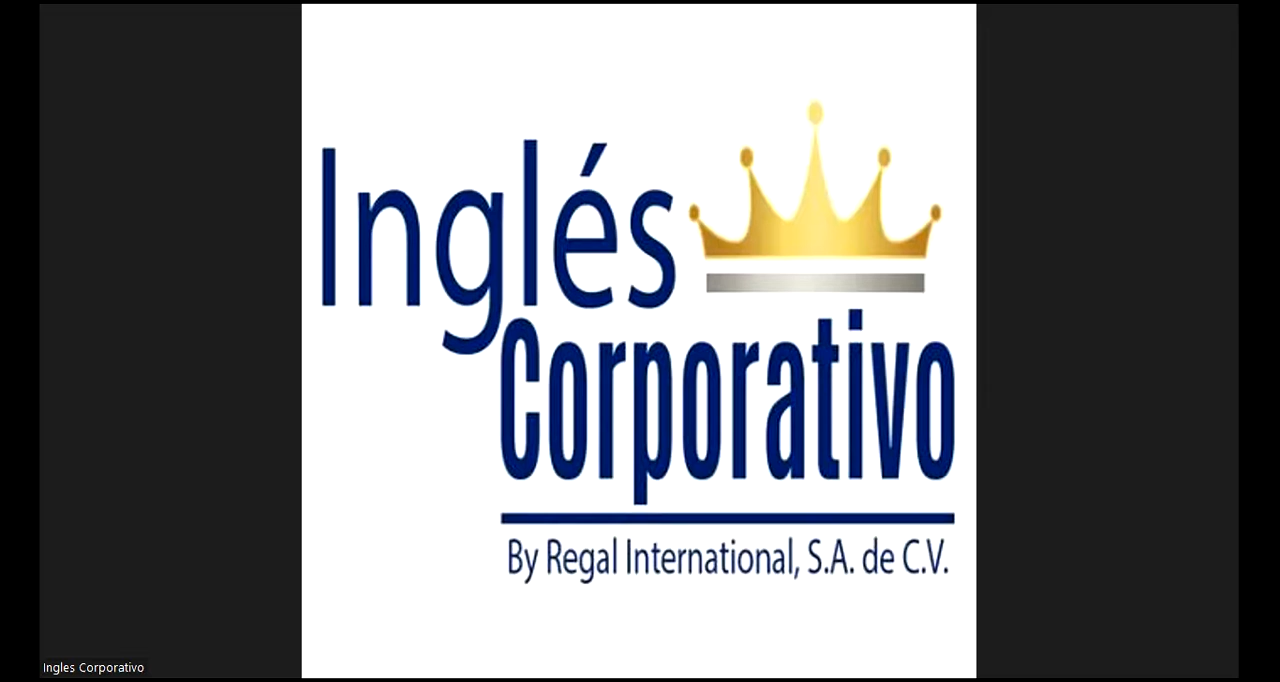 Inglés
Corporativo
By Regal International, S.A. de C.V.
Ingles Corporativo